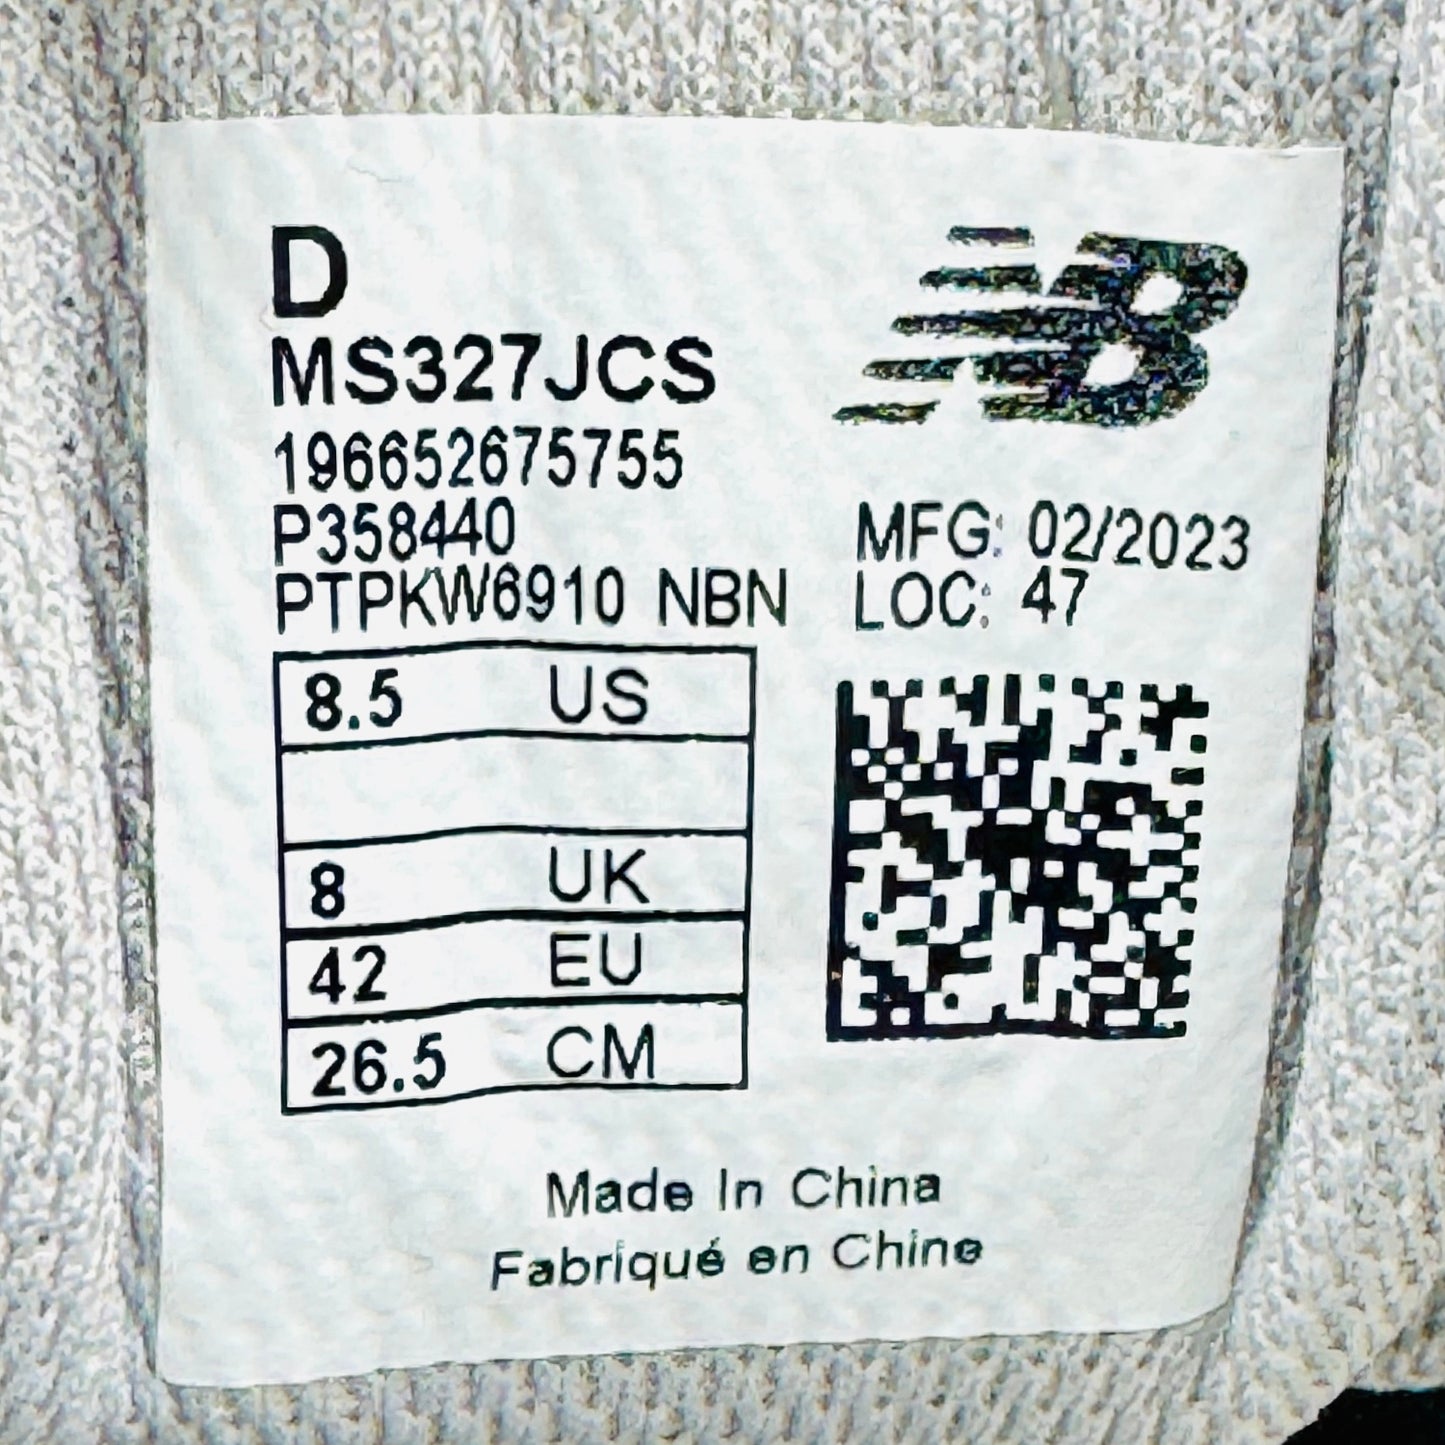 D
MS327JCS
196652675755
P358440
PTPKW6910 NBN
NB
MFG: 02/2023
LOC: 47
8.5 US
8 UK
42 EU
26.5 CM
Made In China
Fabriqué en Chine